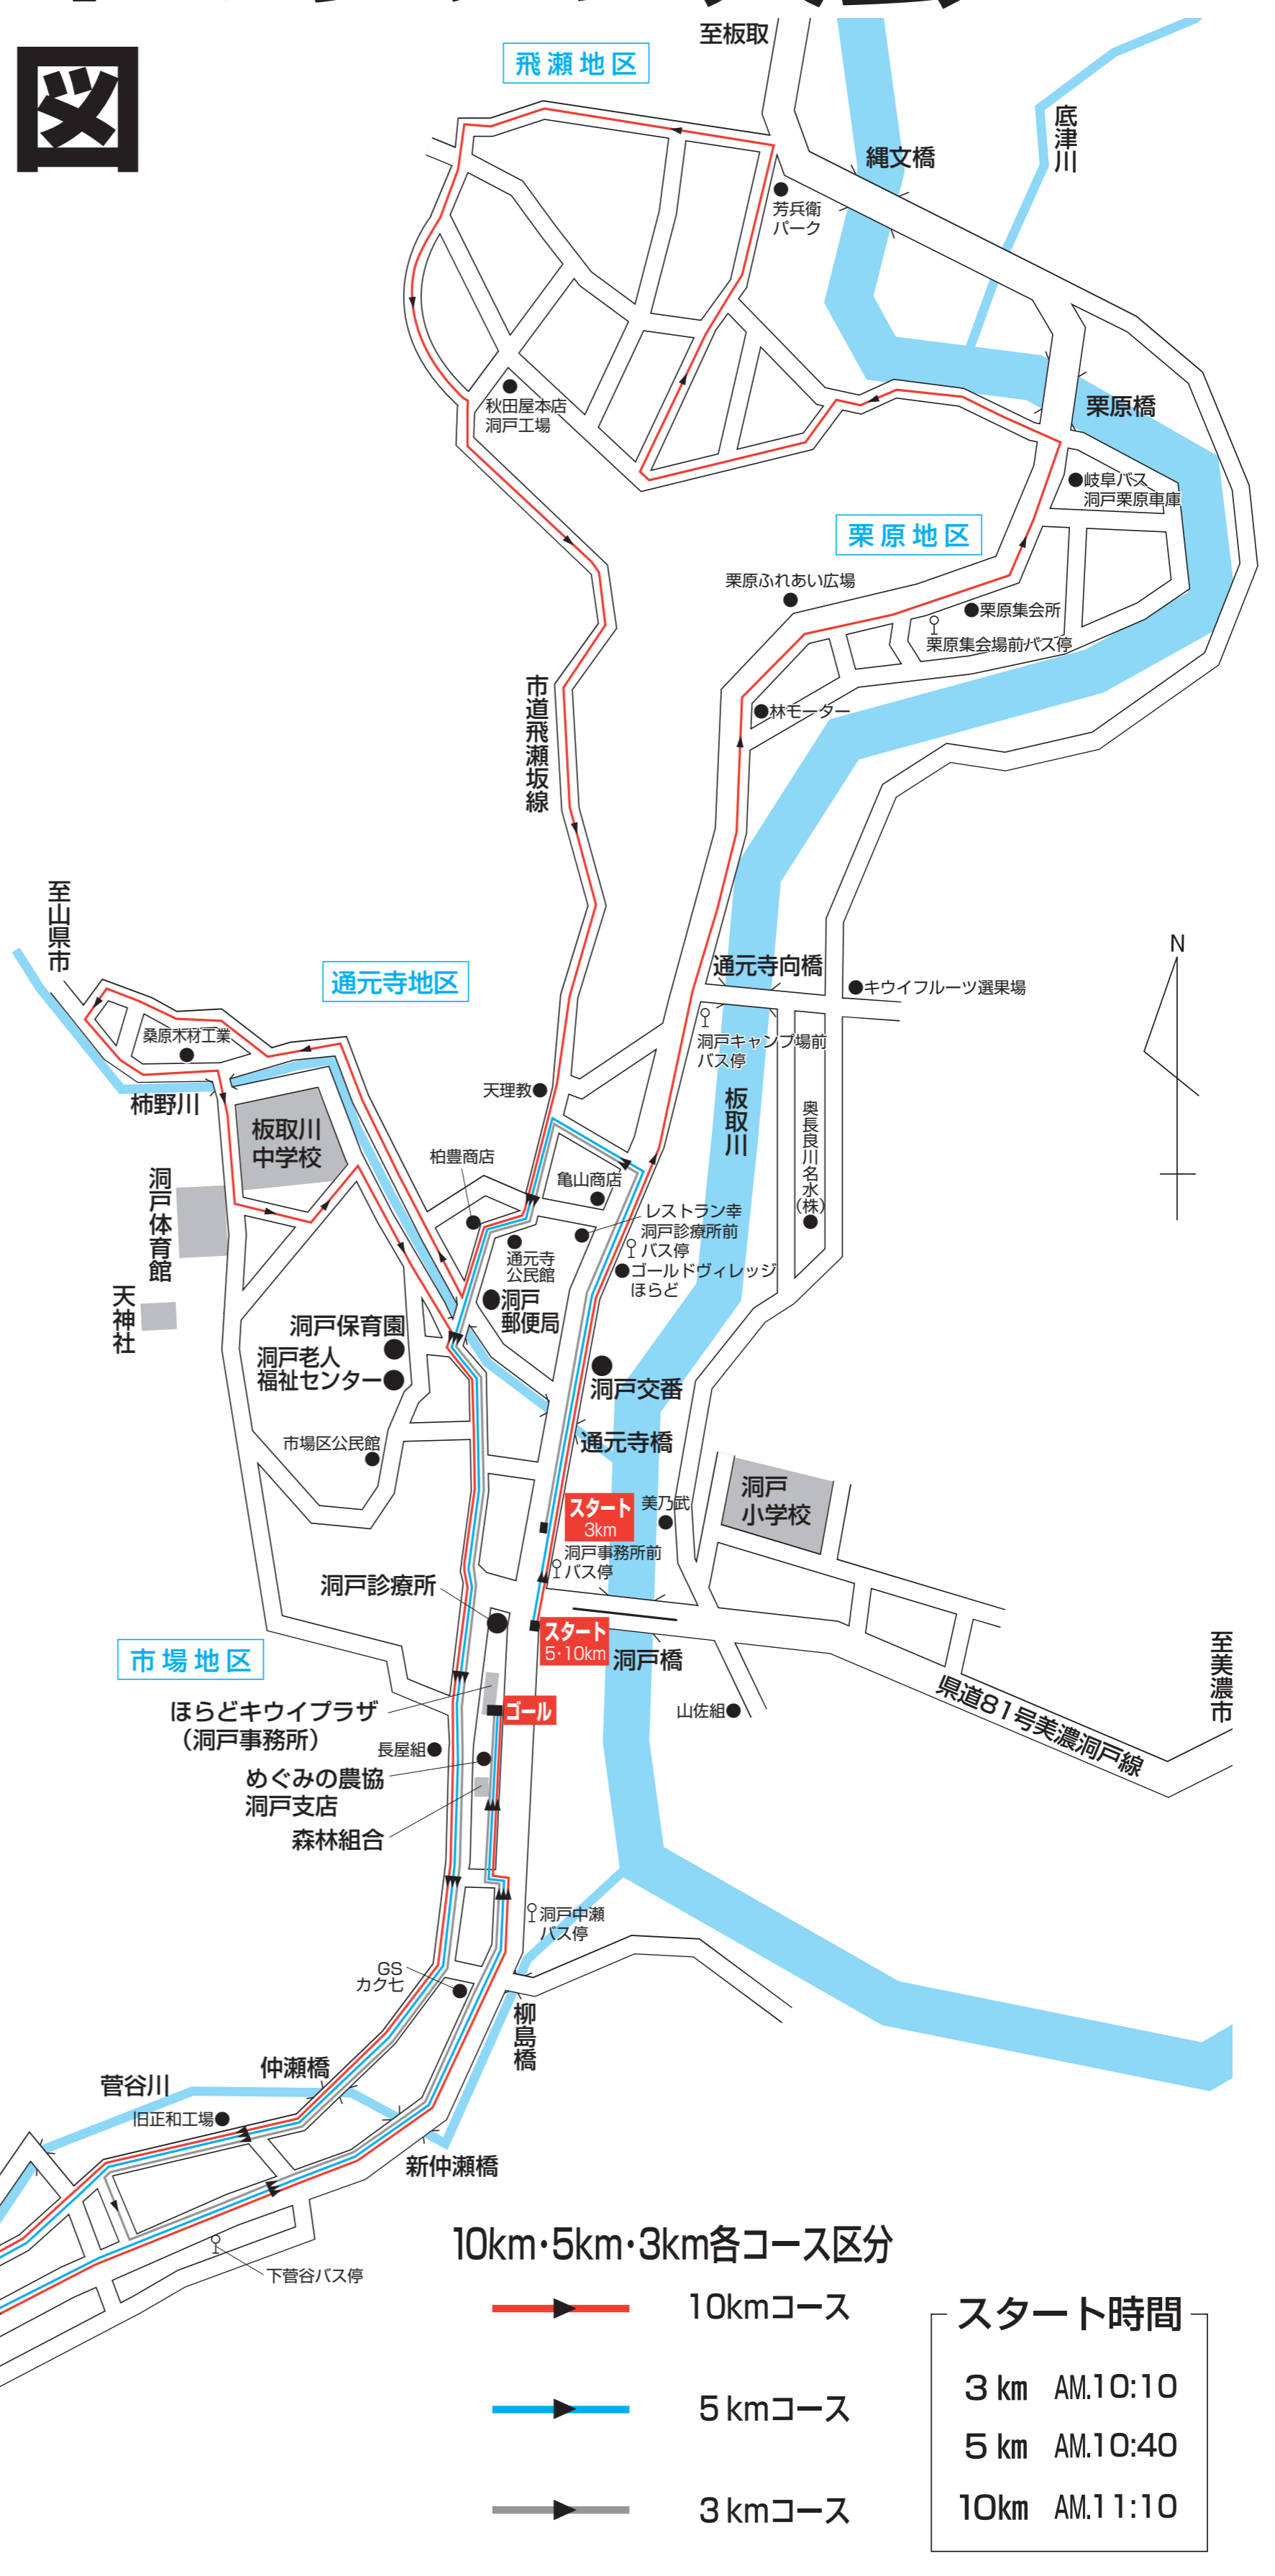 図
至板取
飛瀬地区
底津川
縄文橋
芳兵衛
パーク
秋田屋本店
洞戸工場
栗原橋
岐阜バス
洞戸栗原車庫
栗原地区
栗原ふれあい広場
栗原集会所
栗原集会場前バス停
市道飛瀬坂線
林モーター
至山県市
通元寺地区
N
通元寺向橋
キウイフルーツ選果場
桑原木材工業
洞戸キャンプ場前
バス停
天理教
柿野川
板取川
奥長良川名水(株)
板取川
中学校
柏豊商店
亀山商店
洞戸体育館
レストラン幸
洞戸診療所前
バス停
通元寺
公民館
ゴールドヴィレッジ
ほらど
天神社
洞戸
郵便局
洞戸保育園
洞戸老人
福祉センター
洞戸交番
通元寺橋
市場区公民館
洞戸
小学校
スタート
3km
美乃武
洞戸事務所前
バス停
洞戸診療所
スタート
5・10km
洞戸橋
市場地区
至美濃市
県道81号美濃洞戸線
ほらどキウイプラザ
(洞戸事務所)
ゴール
山佐組
長屋組
めぐみの農協
洞戸支店
森林組合
洞戸中瀬
バス停
GS
カク七
柳島橋
仲瀬橋
菅谷川
旧正和工場
新仲瀬橋
下菅谷バス停
10km・5km・3km各コース区分
10kmコース
5kmコース
3kmコース
スタート時間
3km AM.10:10
5km AM.10:40
10km AM.11:10